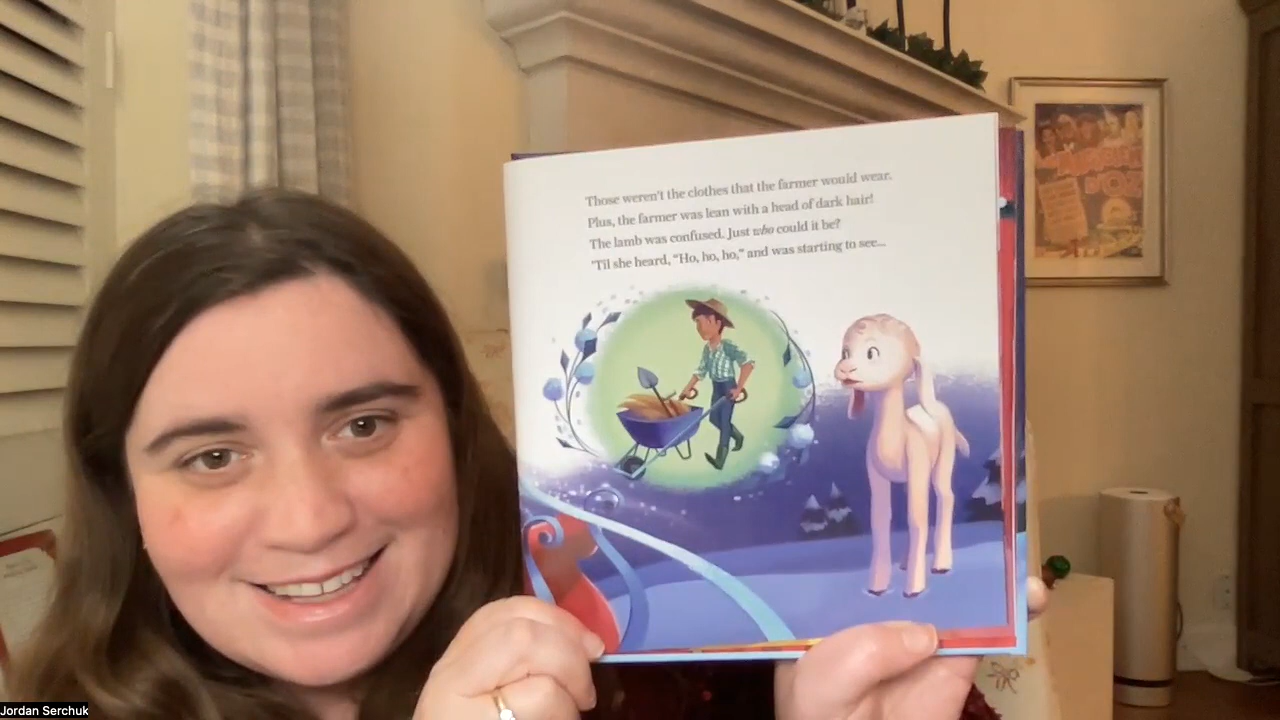 Those weren't the clothes that the farmer would wear.
Plus, the farmer was lean with a head of dark hair!
The lamb was confused. Just who could it be?
'Til she heard, "Ho, ho, ho," and was starting to see...
Jordan Serchuk